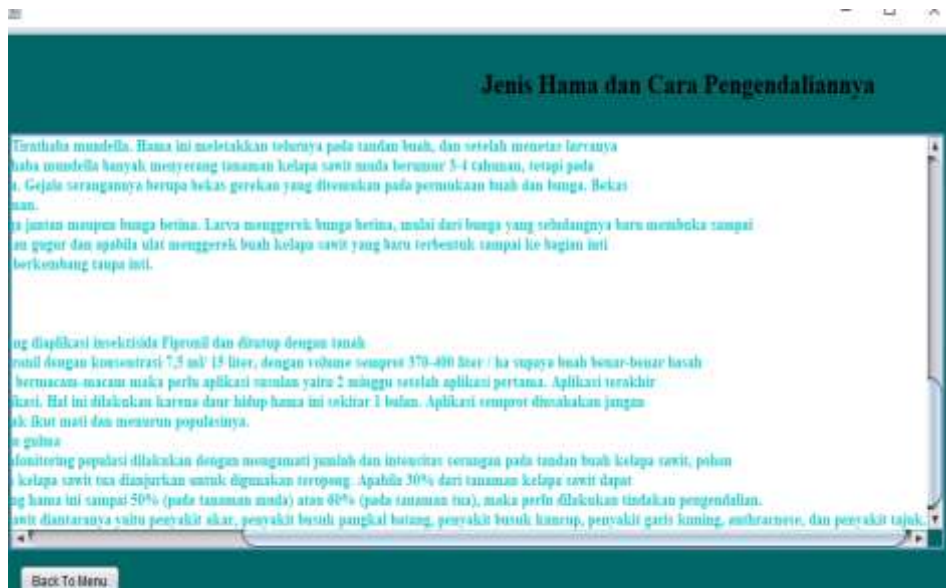 Jenis Hama dan Cara Pengendaliannya
Tirathaba mundella. Hama ini meletakkan telurnya pada tandan buah, dan setelah menetas larvanya
haba mundella banyak menyerang tanaman kelapa sawit muda berumur 3-4 tahunan, tetapi pada
. Gejala serangannya berupa bekas gerekan yang ditemukan pada permukaan buah dan bunga. Bekas
nan.
a jantan maupun bunga betina. Larva menggerek bunga betina, mulai dari bunga yang seludangnya baru membuka sampai
an gugur dan apabila ulat menggerek buah kelapa sawit yang baru terbentuk sampai ke bagian inti
berkembang tanpa inti.
ng diaplikasi insektisida Fipronil dan ditutup dengan tanah
ronil dengan konsentrasi 7,5 ml/ 15 liter, dengan volume semprot 370-400 liter / ha supaya buah benar-benar basah
bermacam-macam maka perlu aplikasi susulan yaitu 2 minggu setelah aplikasi pertama. Aplikasi terakhir
kasi. Hal ini dilakukan karena daur hidup hama ini sekitar 1 bulan. Aplikasi semprot diusahakan jangan
ak ikut mati dan menurun populasinya.
n gulma
Monitoring populasi dilakukan dengan mengamati jumlah dan intensitas serangan pada tandan buah kelapa sawit, pohon
kelapa sawit tua dianjurkan untuk digunakan teropong. Apabila 30% dari tanaman kelapa sawit dapat
ng hama ini sampai 50% (pada tanaman muda) atau 60% (pada tanaman tua), maka perlu dilakukan tindakan pengendalian.
awit diantaranya yaitu penyakit akar, penyakit busuk pangkal batang, penyakit busuk kuncup, penyakit garis kuning, anthracnose, dan penyakit tajuk.
Back To Menu